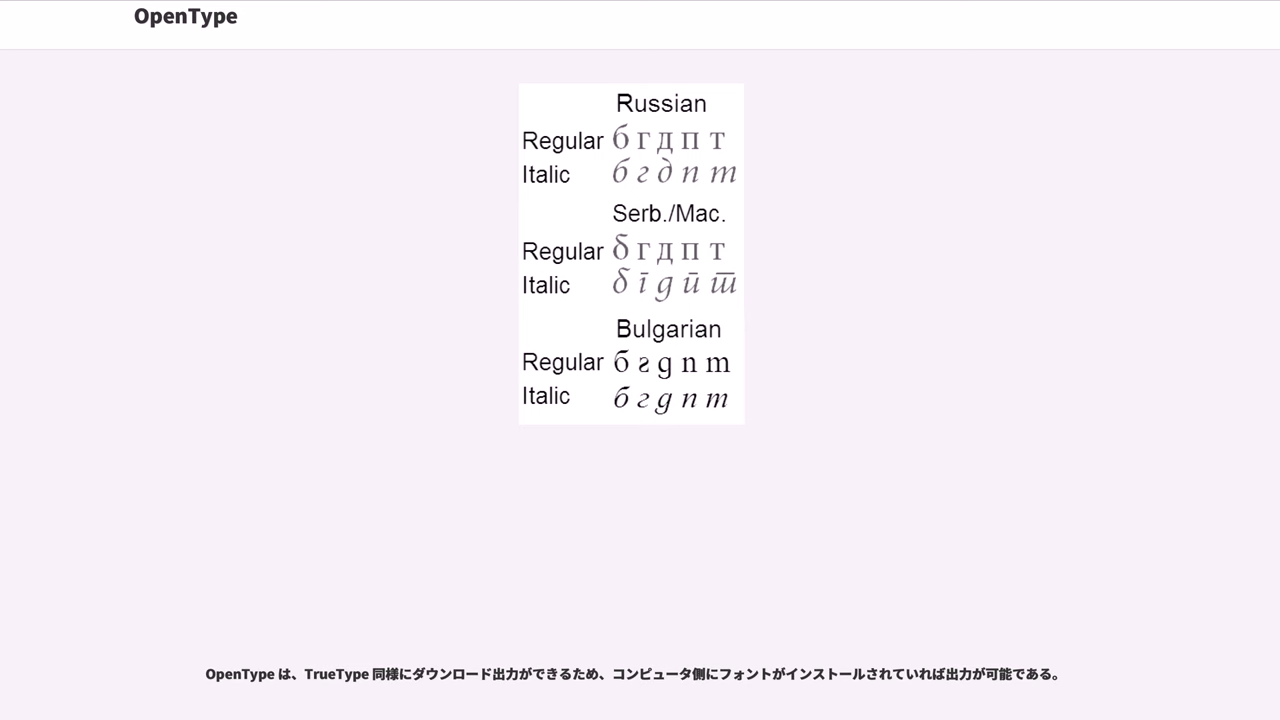 OpenType
Russian
Regular б г д п т
Italic б г д п т
Serb./Mac.
Regular б г д п т
Italic б г д п т
Bulgarian
Regular б г д п т
Italic б г д п т
OpenType は、TrueType 同様にダウンロード出力ができるため、コンピュータ側にフォントがインストールされていれば出力が可能である。